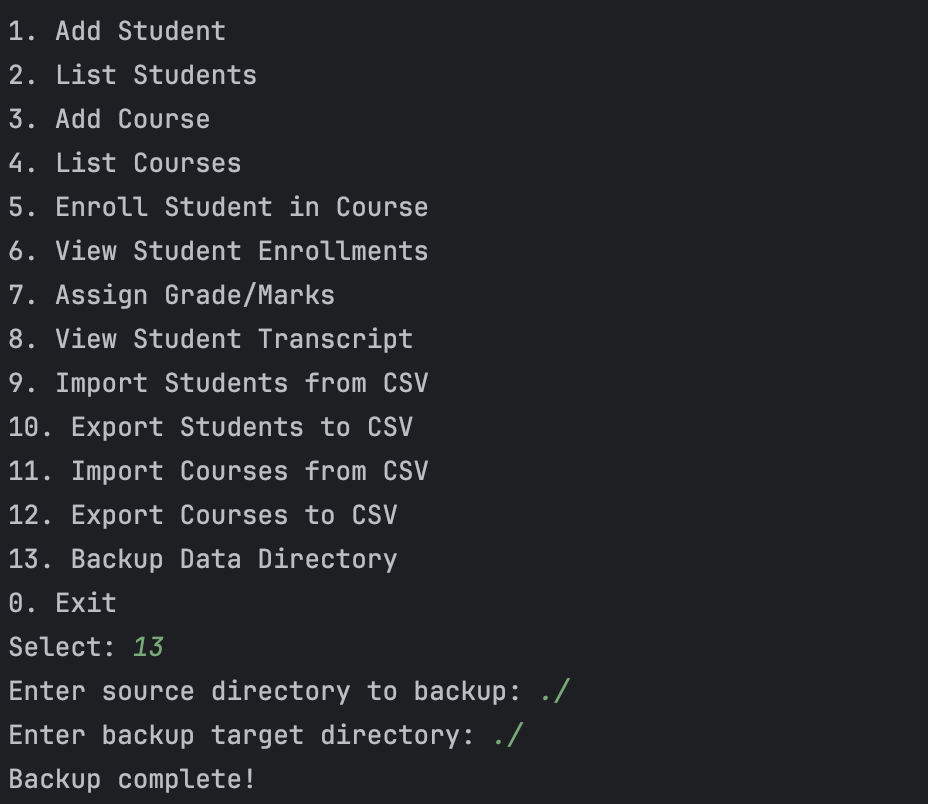 1. Add Student
2. List Students
3. Add Course
4. List Courses
5. Enroll Student in Course
6. View Student Enrollments
7. Assign Grade/Marks
8. View Student Transcript
9. Import Students from CSV
10. Export Students to CSV
11. Import Courses from CSV
12. Export Courses to CSV
13. Backup Data Directory
0. Exit
Select: 13
Enter source directory to backup: ./
Enter backup target directory: ./
Backup complete!